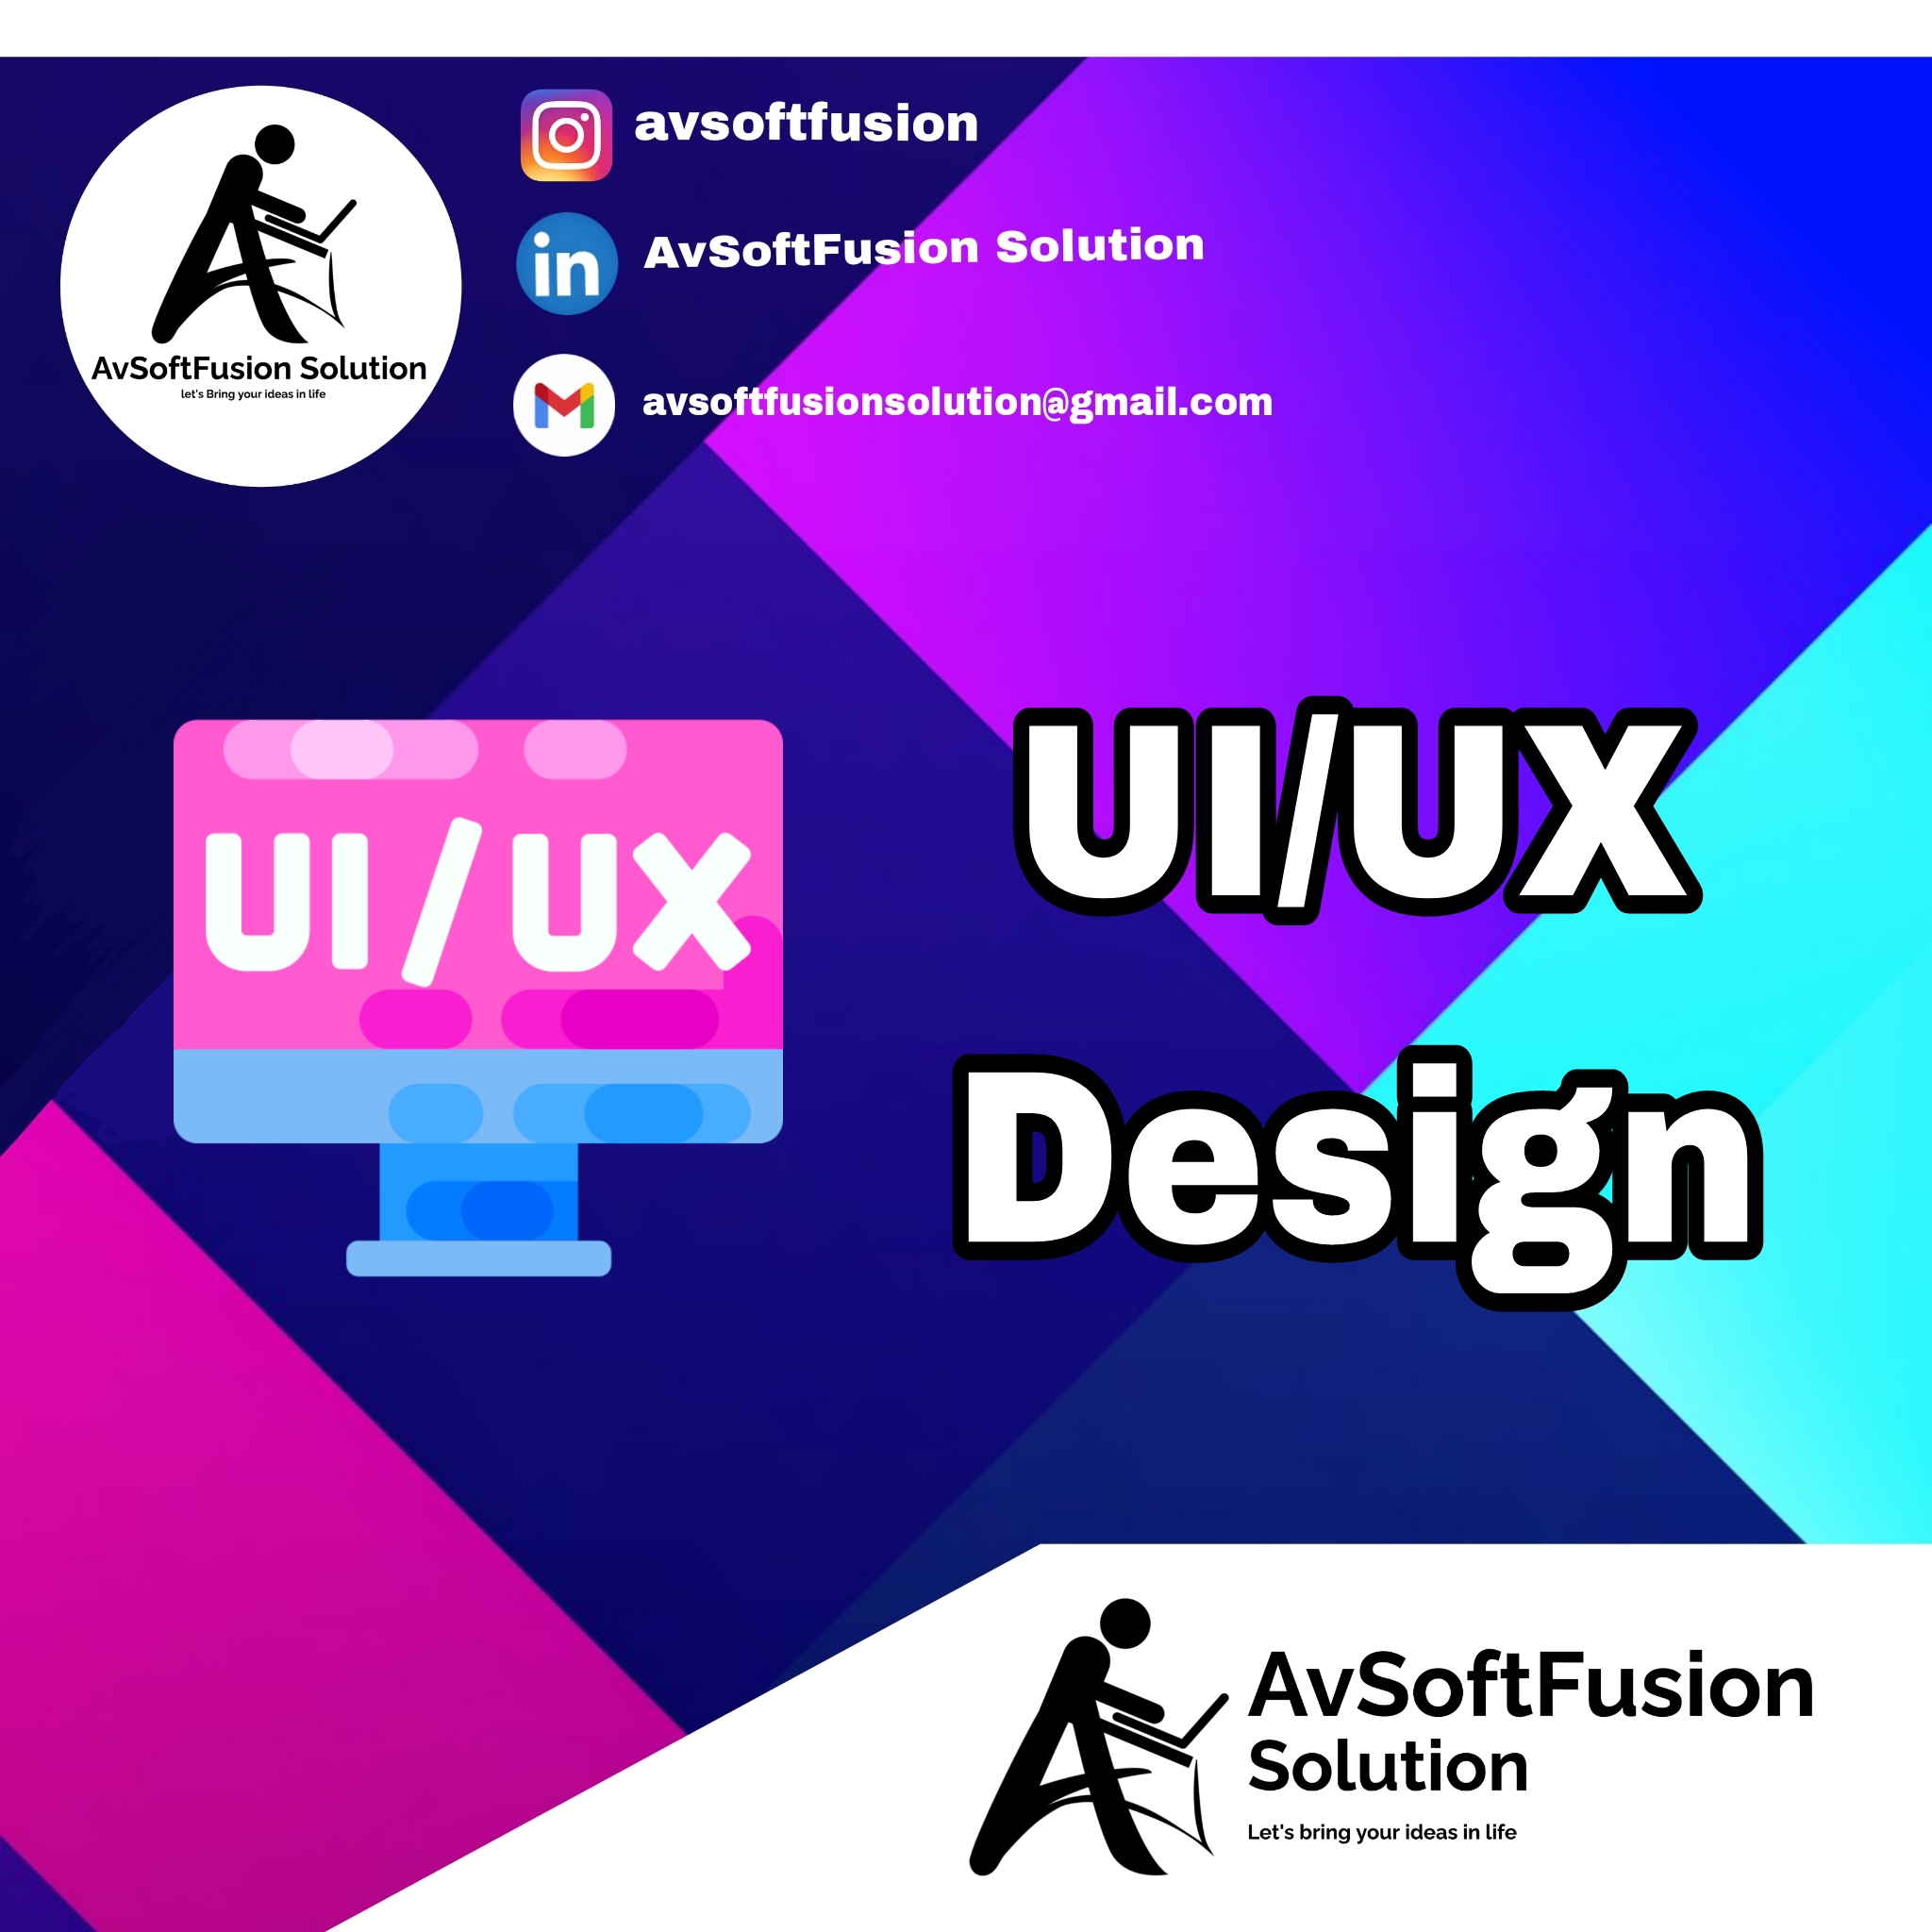 avsoftfusion
AvSoftFusion Solution
avsoftfusionsolution@gmail.com
AvSoftFusion Solution
let's Bring your ideas in life
UI/UX
UI/UX
Design
AvSoftFusion
Solution
Let's bring your ideas in life